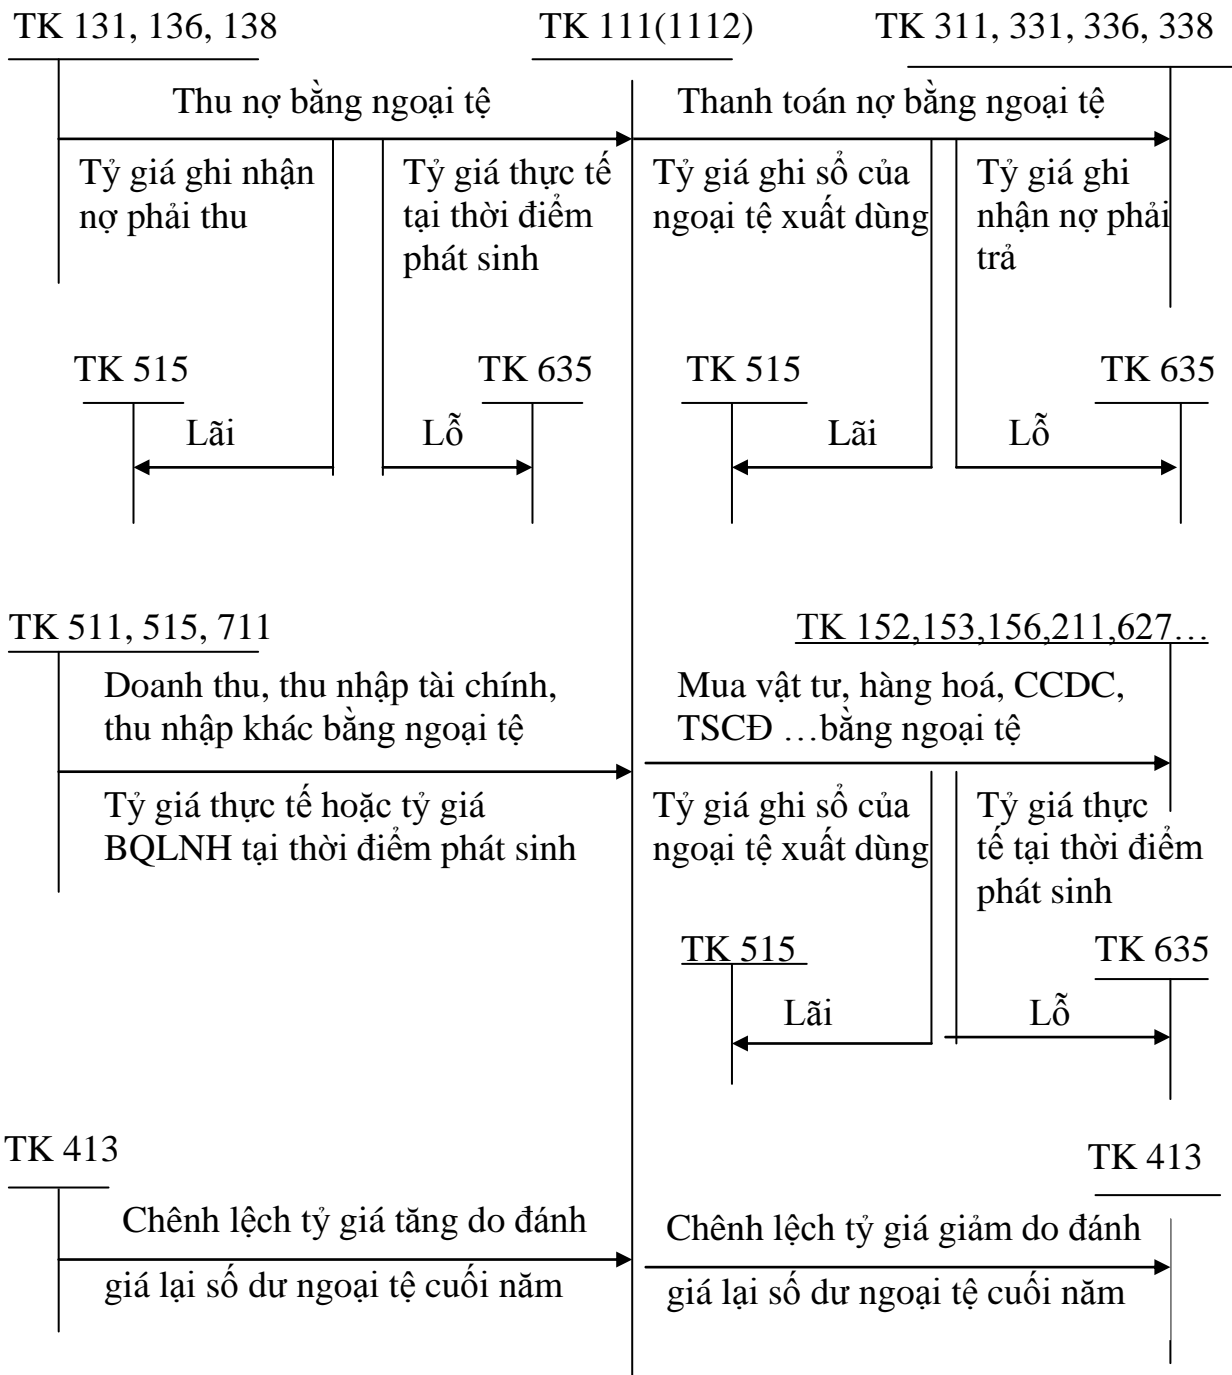 TK 131, 136, 138
TK 111(1112)
TK 311, 331, 336, 338
Thu nợ bằng ngoại tệ
Thanh toán nợ bằng ngoại tệ
Tỷ giá ghi nhận
nợ phải thu
Tỷ giá thực tế
tại thời điểm
phát sinh
Tỷ giá ghi sổ của
ngoại tệ xuất dùng
Tỷ giá ghi
nhận nợ phải
trả
TK 515
TK 635
TK 515
TK 635
Lãi
Lỗ
Lãi
Lỗ
TK 511, 515, 711
TK 152,153,156,211,627…
Doanh thu, thu nhập tài chính,
thu nhập khác bằng ngoại tệ
Mua vật tư, hàng hoá, CCDC,
TSCĐ …bằng ngoại tệ
Tỷ giá thực tế hoặc tỷ giá
BQLNH tại thời điểm phát sinh
Tỷ giá ghi sổ của
ngoại tệ xuất dùng
Tỷ giá thực
tế tại thời điểm
phát sinh
TK 515
TK 635
Lãi
Lỗ
TK 413
TK 413
Chênh lệch tỷ giá tăng do đánh
giá lại số dư ngoại tệ cuối năm
Chênh lệch tỷ giá giảm do đánh
giá lại số dư ngoại tệ cuối năm